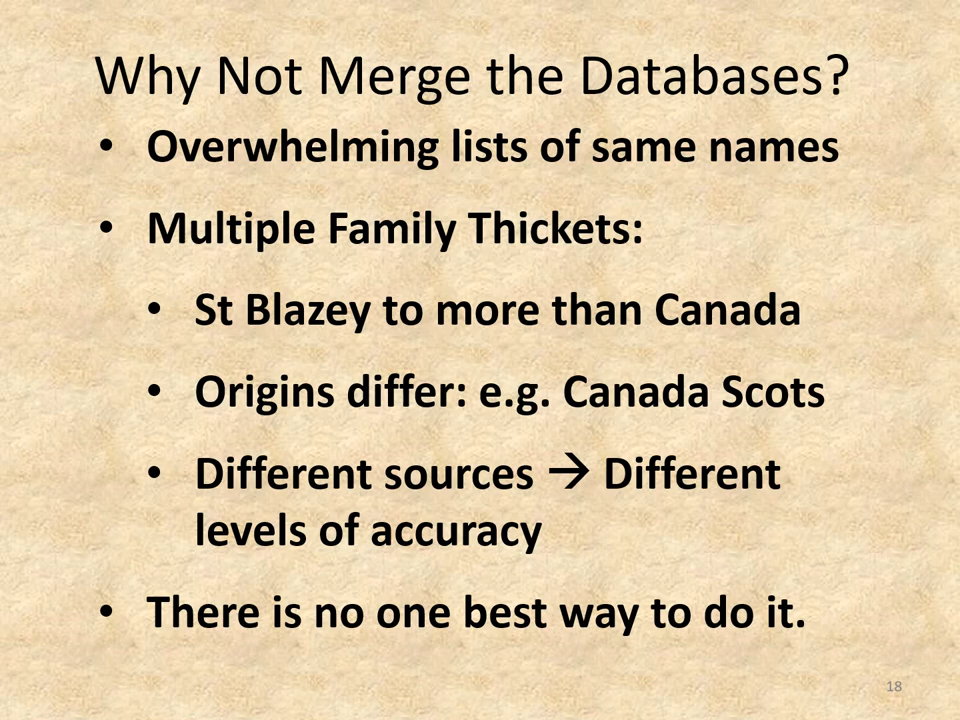 Why Not Merge the Databases?
• Overwhelming lists of same names
• Multiple Family Thickets:
• St Blazey to more than Canada
• Origins differ: e.g. Canada Scots
• Different sources → Different
levels of accuracy
• There is no one best way to do it.
18